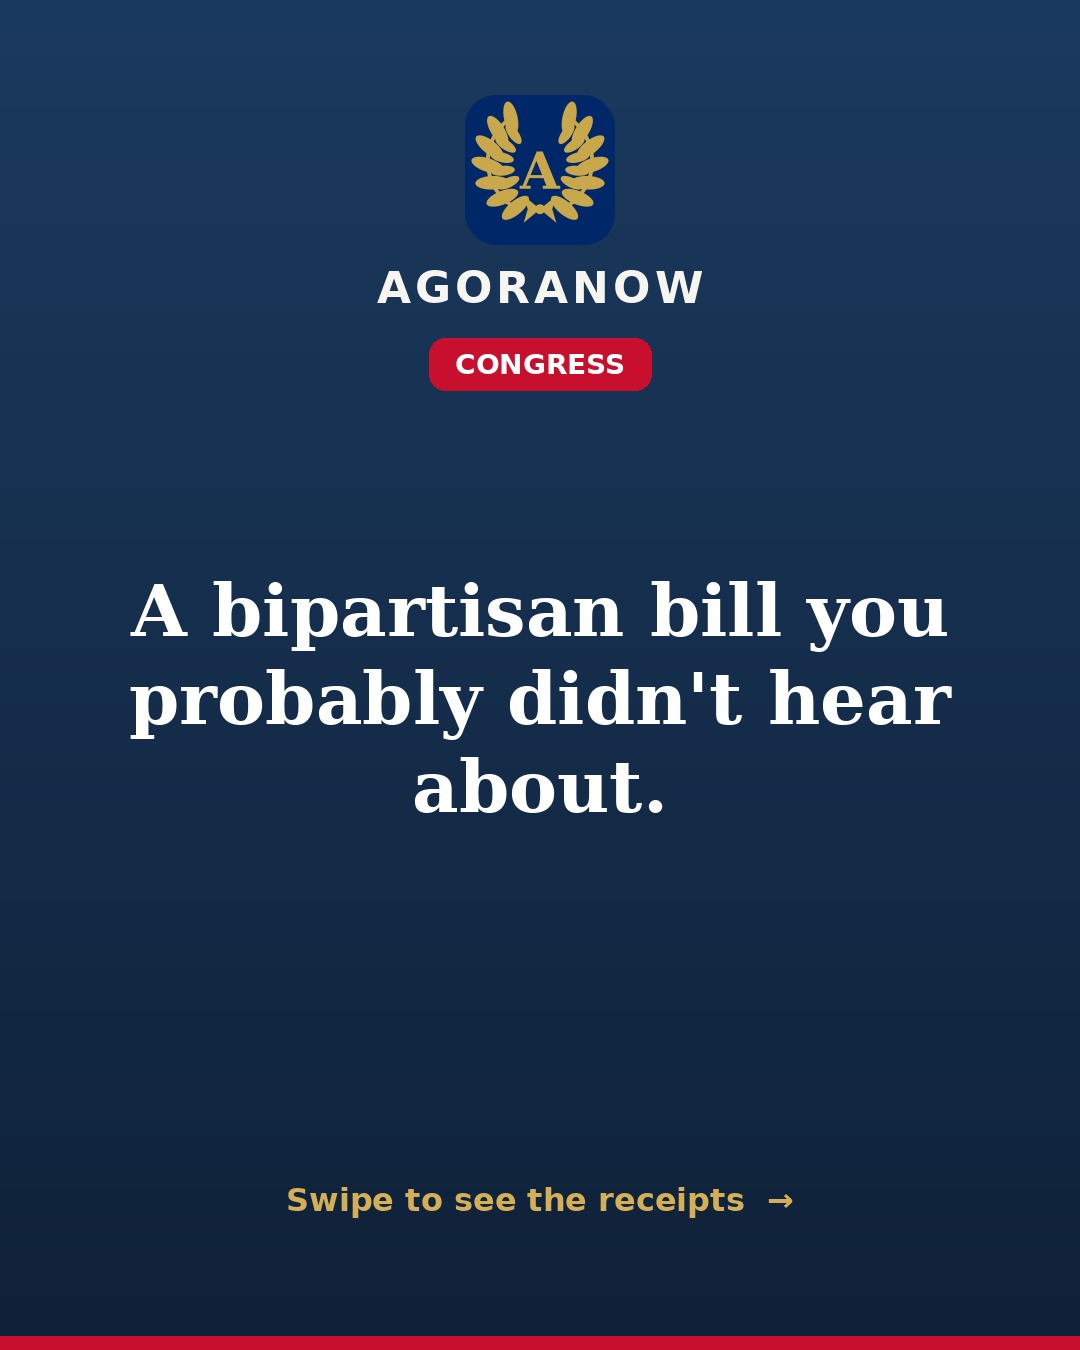 A
AGORANOW
CONGRESS
A bipartisan bill you
probably didn't hear
about.
Swipe to see the receipts →